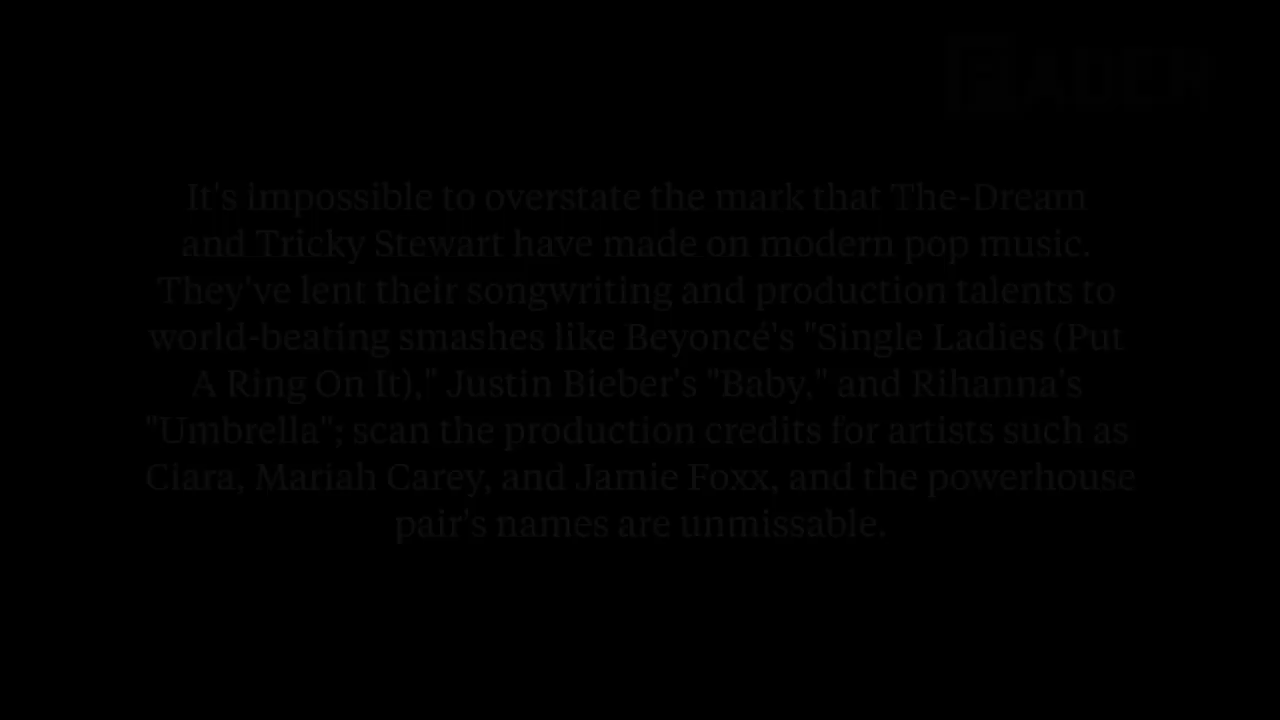 FADER
It's impossible to overstate the mark that The-Dream
and Tricky Stewart have made on modern pop music.
They've lent their songwriting and production talents to
world-beating smashes like Beyoncé's "Single Ladies (Put
A Ring On It)," Justin Bieber's "Baby," and Rihanna's
"Umbrella"; scan the production credits for artists such as
Ciara, Mariah Carey, and Jamie Foxx, and the powerhouse
pair's names are unmissable.